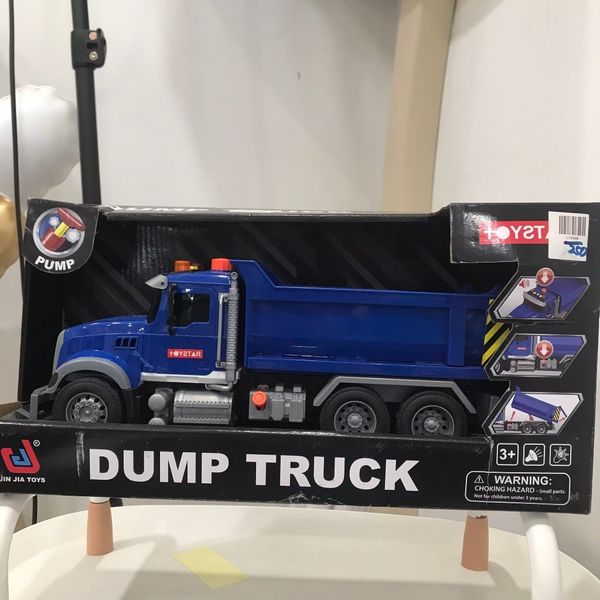 PUMP
TOYSTAR
TOYSTAR
250
JIN JIA TOYS
®
DUMP TRUCK
3+
WARNING:
CHOKING HAZARD - Small parts.
Not for children under 3 years.